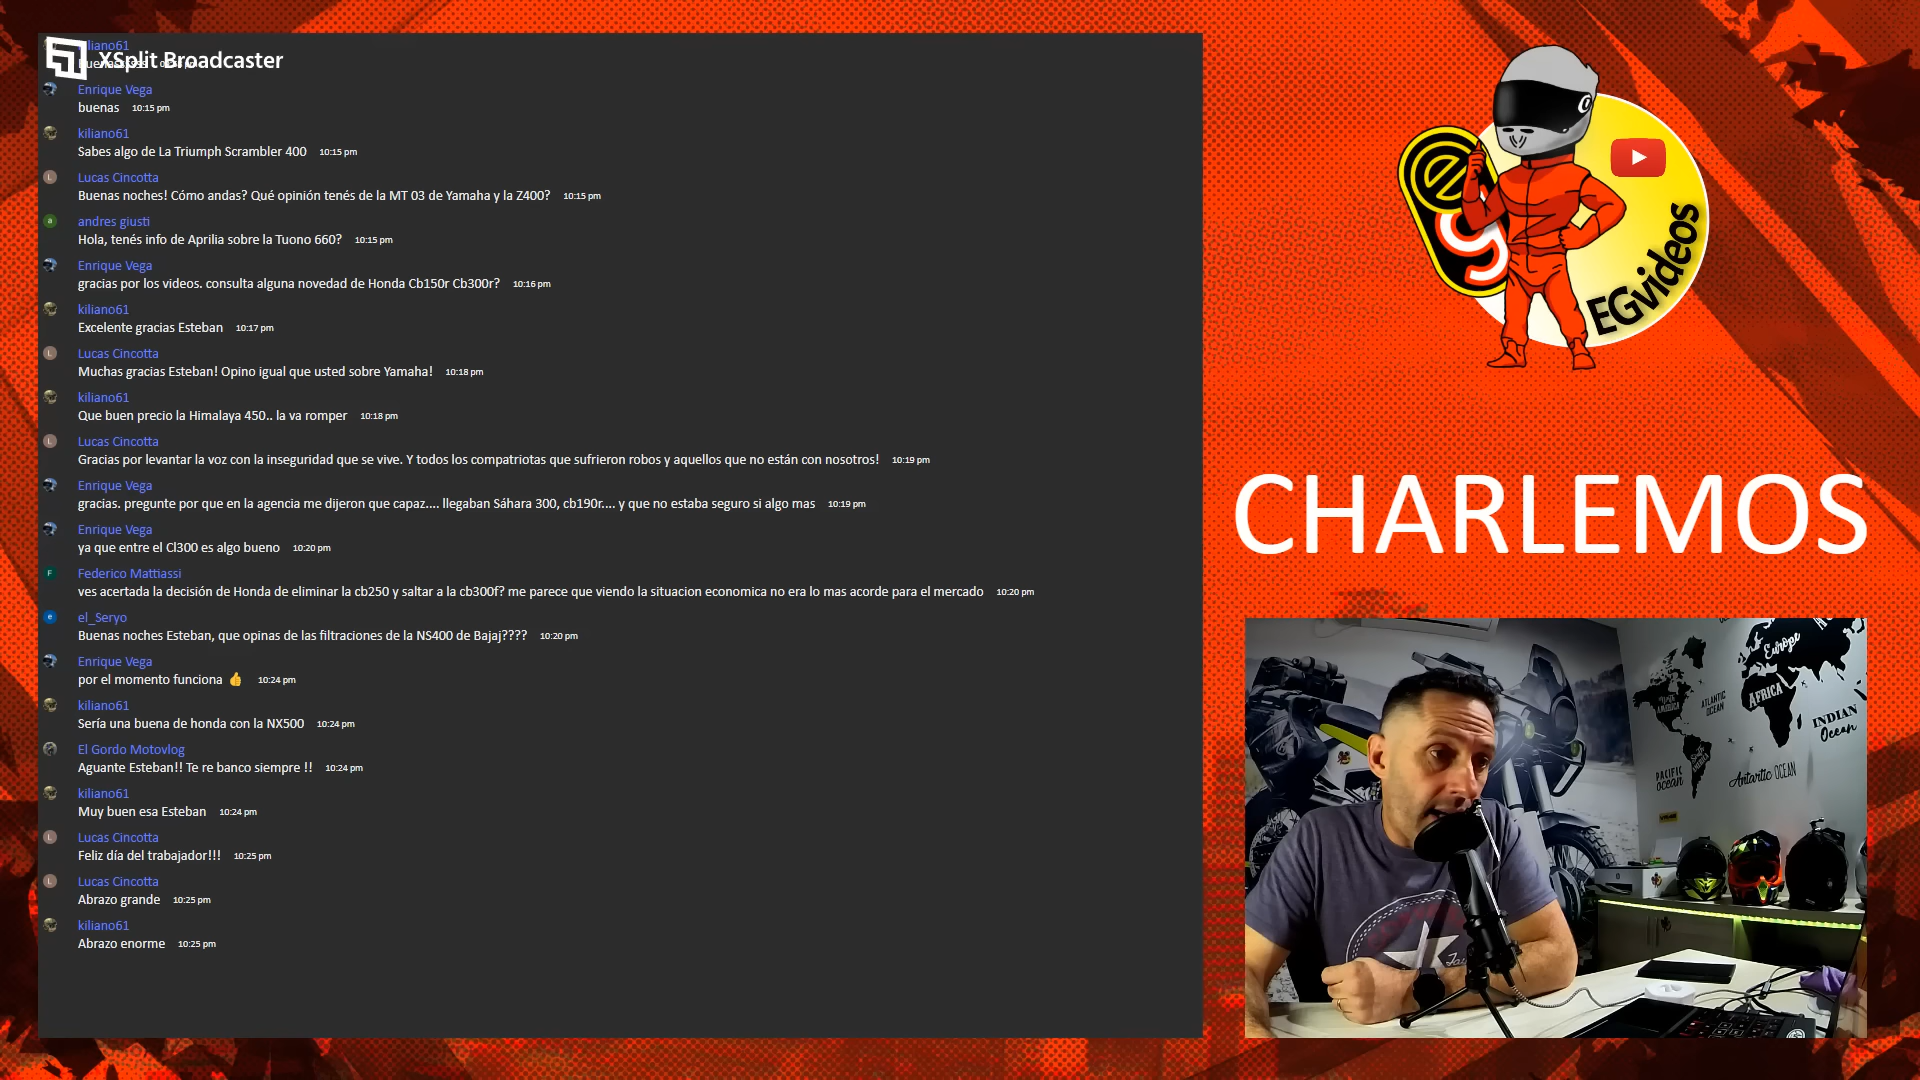 XSplit Broadcaster
Enrique Vega
buenas 10:15 pm
kiliano61
Sabes algo de La Triumph Scrambler 400 10:15 pm
Lucas Cincotta
Buenas noches! Cómo andas? Qué opinión tenés de la MT 03 de Yamaha y la Z400? 10:15 pm
andres giusti
Hola, tenés info de Aprilia sobre la Tuono 660? 10:15 pm
Enrique Vega
gracias por los videos. consulta alguna novedad de Honda Cb150r Cb300r? 10:16 pm
kiliano61
Excelente gracias Esteban 10:17 pm
Lucas Cincotta
Muchas gracias Esteban! Opino igual que usted sobre Yamaha! 10:18 pm
kiliano61
Que buen precio la Himalaya 450.. la va romper 10:18 pm
Lucas Cincotta
Gracias por levantar la voz con la inseguridad que se vive. Y todos los compatriotas que sufrieron robos y aquellos que no están con nosotros! 10:19 pm
Enrique Vega
gracias. pregunte por que en la agencia me dijeron que capaz.... llegaban Sáhara 300, cb190r.... y que no estaba seguro si algo mas 10:19 pm
Enrique Vega
ya que entre el Cl300 es algo bueno 10:20 pm
Federico Mattiassi
ves acertada la decisión de Honda de eliminar la cb250 y saltar a la cb300f? me parece que viendo la situacion economica no era lo mas acorde para el mercado 10:20 pm
el_Seryo
Buenas noches Esteban, que opinas de las filtraciones de la NS400 de Bajaj???? 10:20 pm
Enrique Vega
por el momento funciona 👍 10:24 pm
kiliano61
Sería una buena de honda con la NX500 10:24 pm
El Gordo Motovlog
Aguante Esteban!! Te re banco siempre !! 10:24 pm
kiliano61
Muy buen esa Esteban 10:24 pm
Lucas Cincotta
Feliz día del trabajador!!! 10:25 pm
Lucas Cincotta
Abrazo grande 10:25 pm
kiliano61
Abrazo enorme 10:25 pm
eg
EGvideos
CHARLEMOS
Europe
AFRICA
ATLANTIC
OCEAN
INDIAN
Ocean
PACIFIC
Ocean
Antartic OCEAN